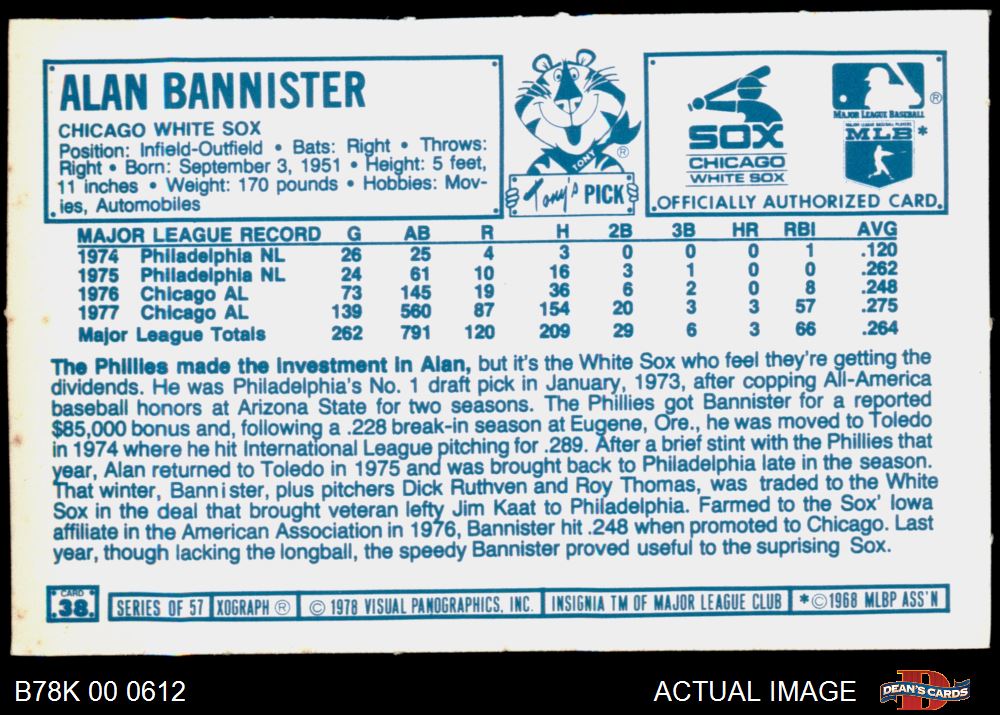 ALAN BANNISTER
CHICAGO WHITE SOX
Position: Infield-Outfield • Bats: Right • Throws:
Right • Born: September 3, 1951 • Height: 5 feet,
11 inches • Weight: 170 pounds • Hobbies: Mov-
ies, Automobiles
TONY
®
Tony's PICK
SOX
CHICAGO
WHITE SOX
®
MAJOR LEAGUE BASEBALL
MAJOR LEAGUE BASEBALL PLAYERS
MLB *
OFFICIALLY AUTHORIZED CARD
MAJOR LEAGUE RECORD G AB R H 2B 3B HR RBI AVG
1974 Philadelphia NL 26 25 4 3 0 0 0 1 .120
1975 Philadelphia NL 24 61 10 16 3 1 0 0 .262
1976 Chicago AL 73 145 19 36 6 2 0 8 .248
1977 Chicago AL 139 560 87 154 20 3 3 57 .275
Major League Totals 262 791 120 209 29 6 3 66 .264
The Phillies made the investment in Alan, but it's the White Sox who feel they're getting the
dividends. He was Philadelphia's No. 1 draft pick in January, 1973, after copping All-America
baseball honors at Arizona State for two seasons. The Phillies got Bannister for a reported
$85,000 bonus and, following a .228 break-in season at Eugene, Ore., he was moved to Toledo
in 1974 where he hit International League pitching for .289. After a brief stint with the Phillies that
year, Alan returned to Toledo in 1975 and was brought back to Philadelphia late in the season.
That winter, Bannister, plus pitchers Dick Ruthven and Roy Thomas, was traded to the White
Sox in the deal that brought veteran lefty Jim Kaat to Philadelphia. Farmed to the Sox' Iowa
affiliate in the American Association in 1976, Bannister hit .248 when promoted to Chicago. Last
year, though lacking the longball, the speedy Bannister proved useful to the suprising Sox.
CARD
38 SERIES OF 57 XOGRAPH ® © 1978 VISUAL PANOGRAPHICS, INC. INSIGNIA TM OF MAJOR LEAGUE CLUB *©1968 MLBP ASS'N
B78K 00 0612 ACTUAL IMAGE D DEAN'S CARDS